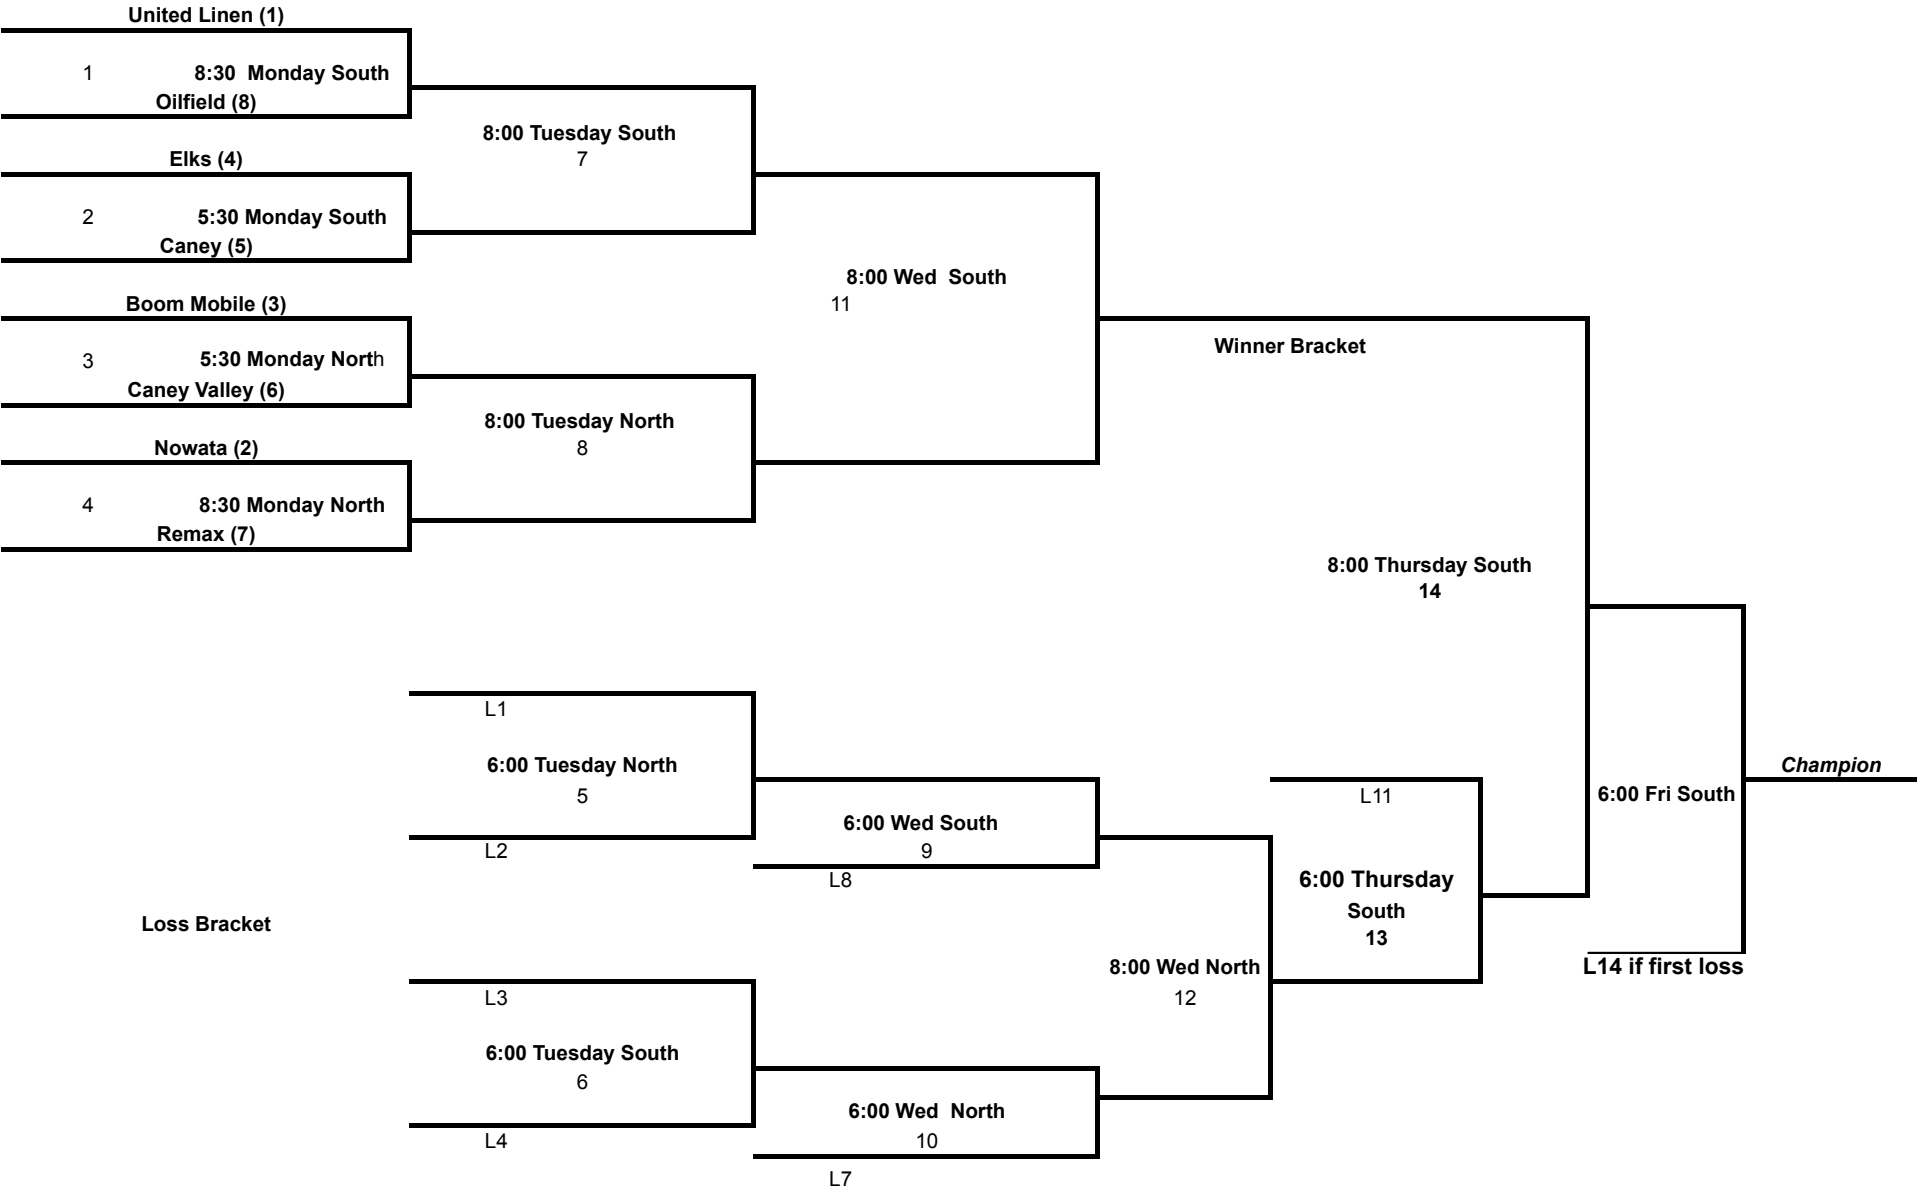 United Linen (1)
1 8:30 Monday South
Oilfield (8)
8:00 Tuesday South
7
Elks (4)
2 5:30 Monday South
Caney (5)
8:00 Wed South
11
Boom Mobile (3)
3 5:30 Monday North
Caney Valley (6)
Winner Bracket
8:00 Tuesday North
8
Nowata (2)
4 8:30 Monday North
Remax (7)
8:00 Thursday South
14
L1
6:00 Tuesday North
5
L2
6:00 Wed South
9
L8
L11
6:00 Thursday
South
13
6:00 Fri South
Champion
Loss Bracket
8:00 Wed North
12
L14 if first loss
L3
6:00 Tuesday South
6
L4
6:00 Wed North
10
L7